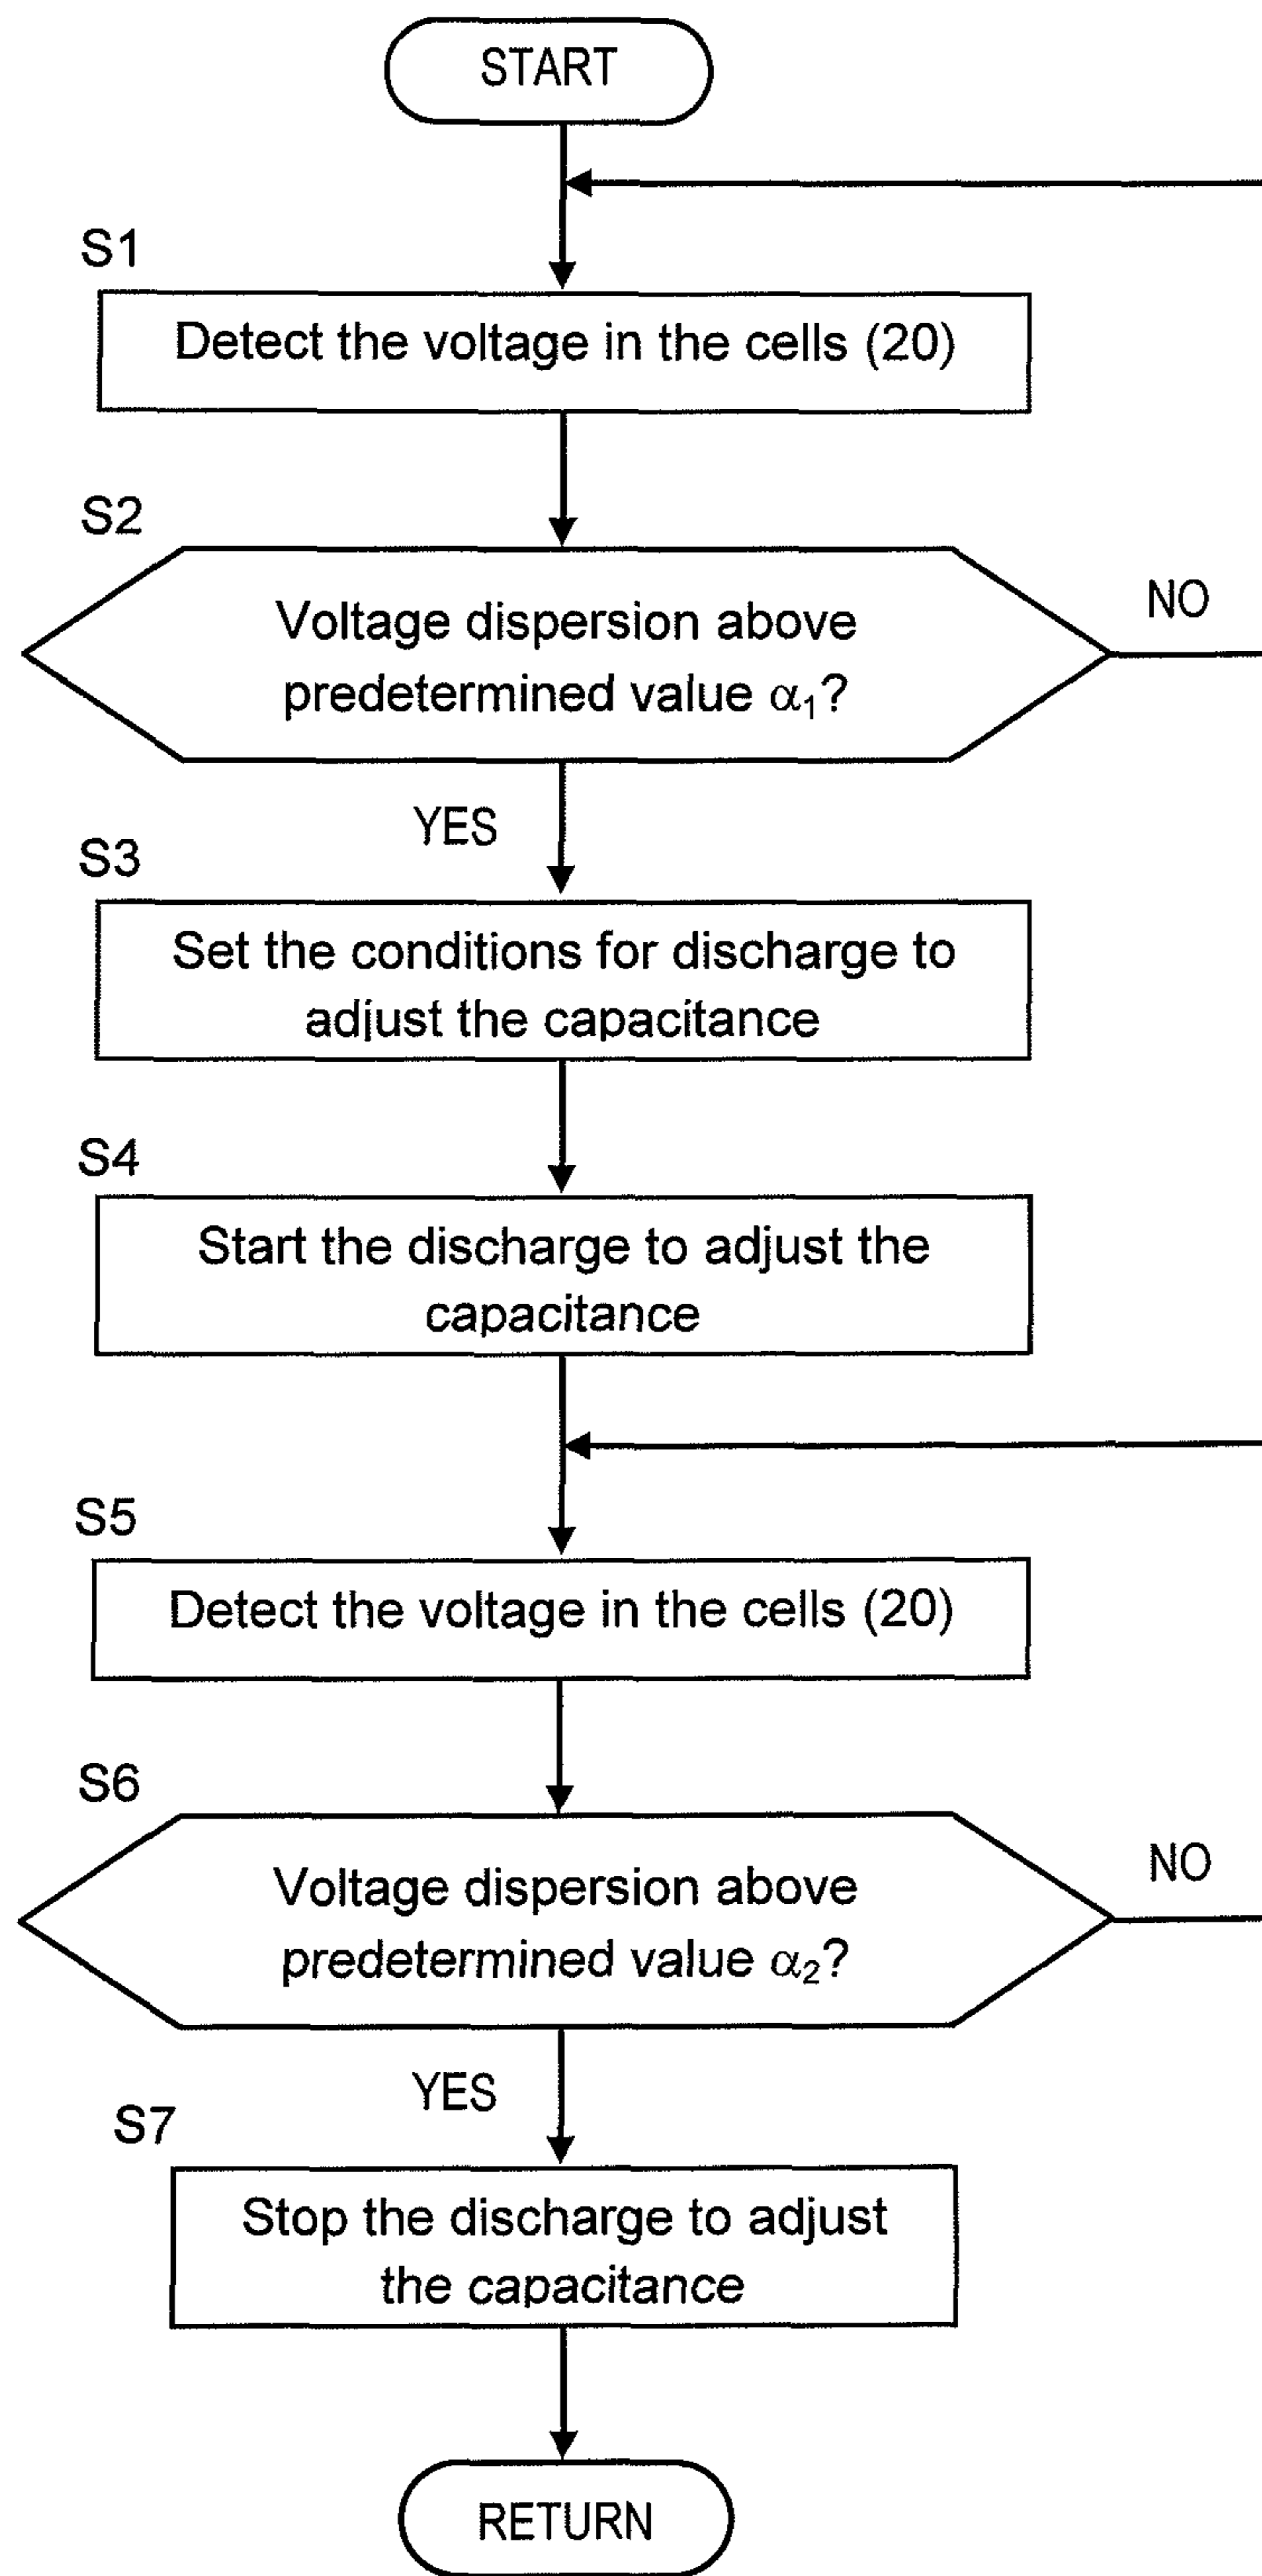 START
S1
Detect the voltage in the cells (20)
S2
Voltage dispersion above
predetermined value α₁?
NO
YES
S3
Set the conditions for discharge to
adjust the capacitance
S4
Start the discharge to adjust the
capacitance
S5
Detect the voltage in the cells (20)
S6
Voltage dispersion above
predetermined value α₂?
NO
YES
S7
Stop the discharge to adjust
the capacitance
RETURN